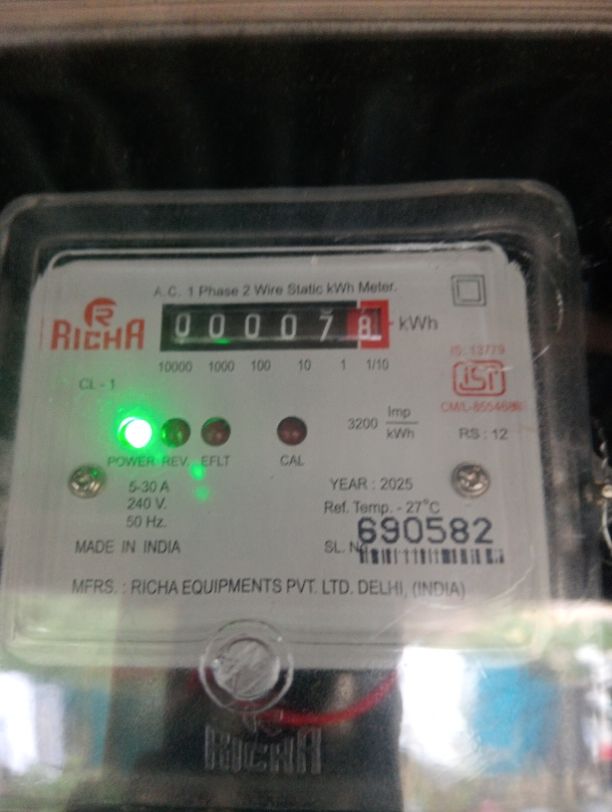 A.C. 1 Phase 2 Wire Static kWh Meter.
RICHA
0 0 0 0 7 8 kWh
10000 1000 100 10 1 1/10
IS: 13779
ISI
CL - 1
3200 Imp/kWh
RS : 12
POWER REV. EFLT CAL
5-30 A
240 V.
50 Hz.
YEAR : 2025
Ref. Temp. - 27°C
690582
MADE IN INDIA
SL. No
MFRS. : RICHA EQUIPMENTS PVT. LTD. DELHI, (INDIA)
RICHA